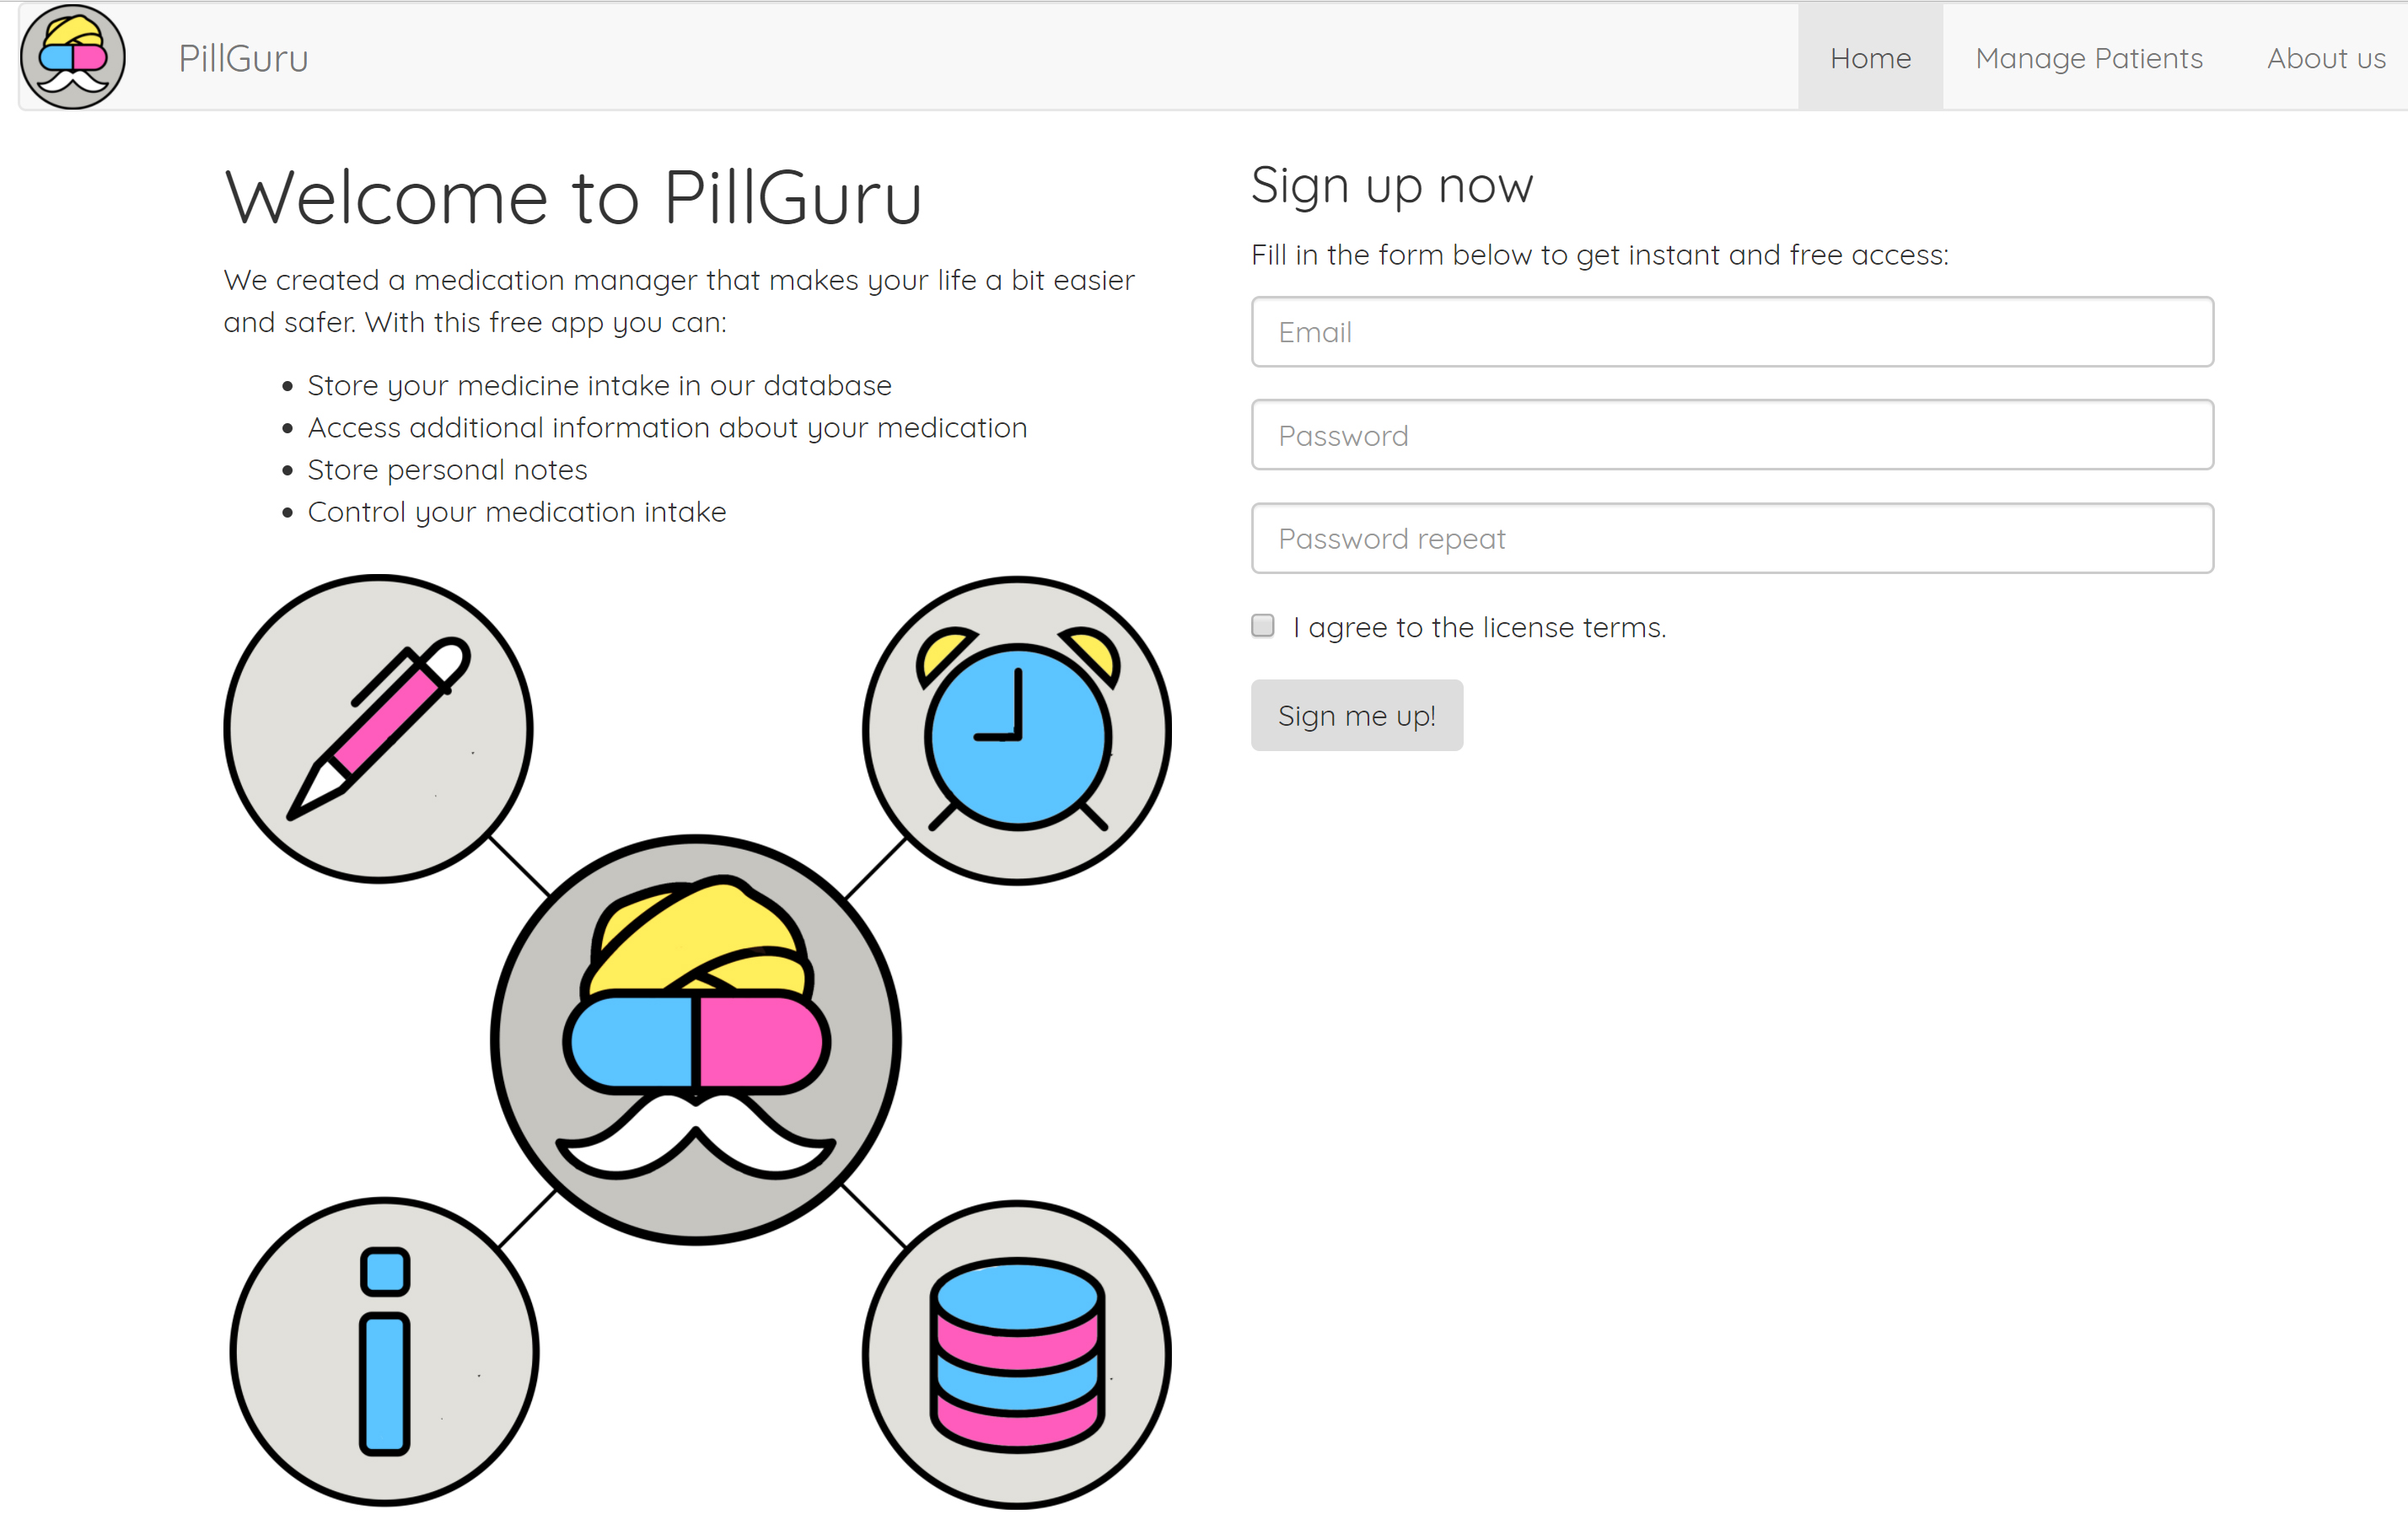 PillGuru
Home
Manage Patients
About us
Welcome to PillGuru
We created a medication manager that makes your life a bit easier
and safer. With this free app you can:
Store your medicine intake in our database
Access additional information about your medication
Store personal notes
Control your medication intake
Sign up now
Fill in the form below to get instant and free access:
Email
Password
Password repeat
I agree to the license terms.
Sign me up!